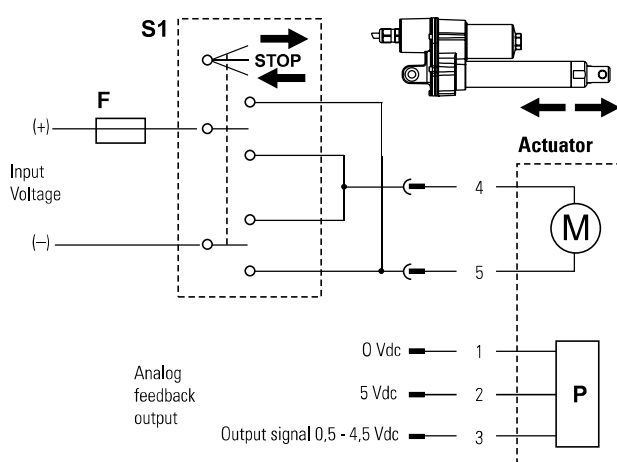 S1
STOP
F
(+)
Input
Voltage
(–)
Actuator
4
M
5
0 Vdc
1
Analog
feedback
output
5 Vdc
2
P
Output signal 0,5 - 4,5 Vdc
3